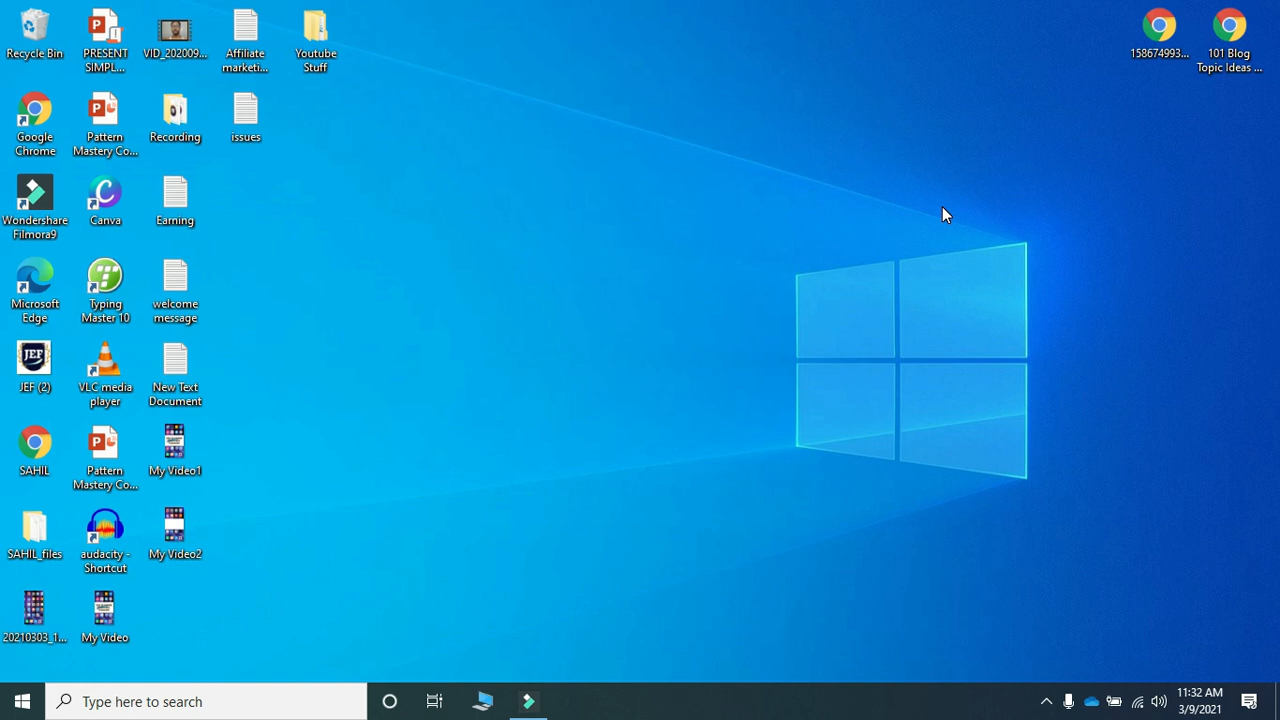 Recycle Bin
PRESENT
SIMPL...
VID_202009...
Affiliate
marketi...
Youtube
Stuff
158674993...
101 Blog
Topic Ideas ...
Google
Chrome
Pattern
Mastery Co...
Recording
issues
Wondershare
Filmora9
Canva
Earning
Microsoft
Edge
Typing
Master 10
welcome
message
JEF
JEF (2)
VLC media
player
New Text
Document
SAHIL
Pattern
Mastery Co...
My Video1
SAHIL_files
audacity -
Shortcut
My Video2
20210303_1...
My Video
Type here to search
11:32 AM
3/9/2021